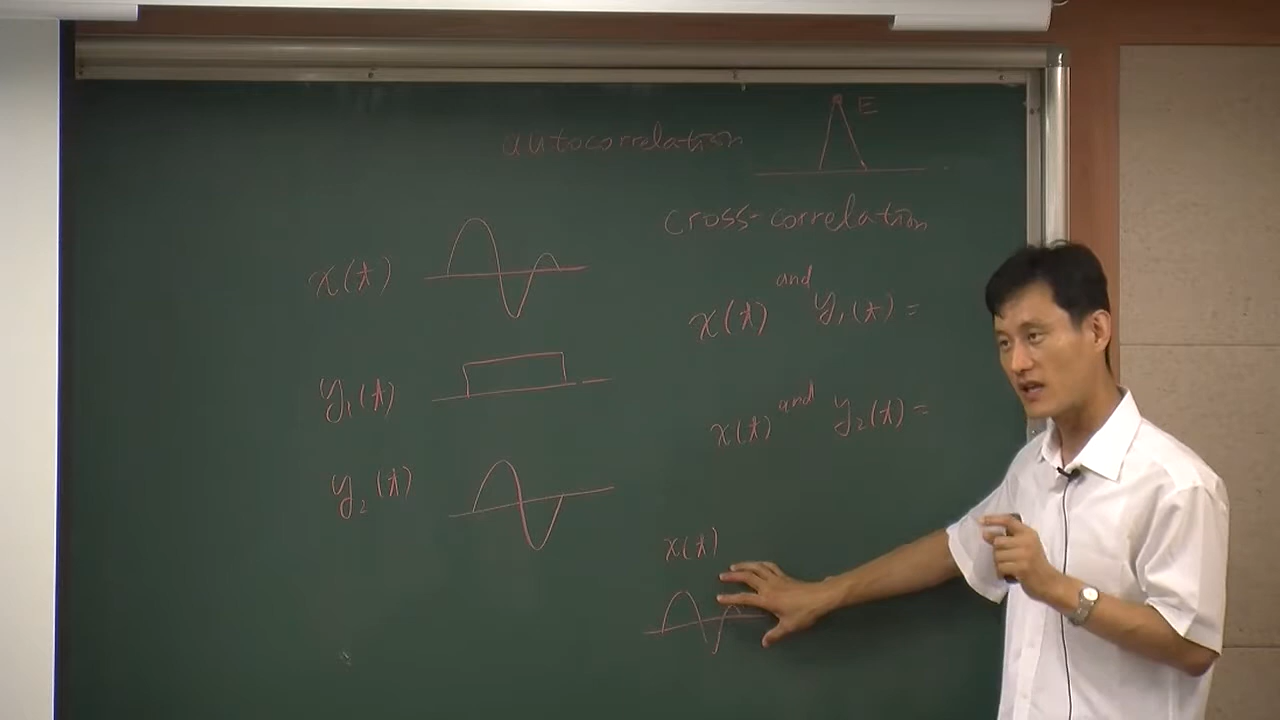 autocorrelation E
cross-correlation
x(t)
x(t) and y₁(t) =
y₁(t)
x(t) and y₂(t) =
y₂(t)
x(t)